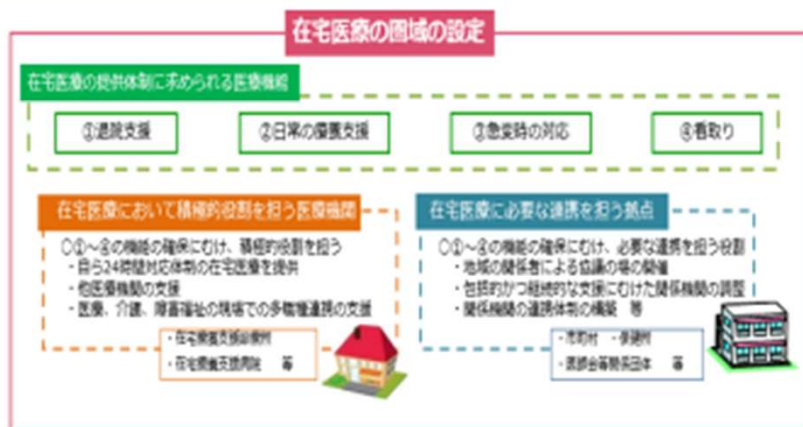 在宅医療の圏域の設定
在宅医療の提供体制に求められる医療機能
①退院支援
②日常の療養支援
③急変時の対応
④看取り
在宅医療において積極的役割を担う医療機関
○①~④の機能の確保にむけ、積極的役割を担う
・自ら24時間対応体制の在宅医療を提供
・他医療機関の支援
・医療、介護、障害福祉の現場での多職種連携の支援
・在宅療養支援診療所
・在宅療養支援病院 等
在宅医療に必要な連携を担う拠点
○①~④の機能の確保にむけ、必要な連携を担う役割
・地域の関係者による協議の場の開催
・包括的かつ継続的な支援にむけた関係機関の調整
・関係機関の連携体制の構築 等
・市町村 ・保健所
・医師会等関係団体 等